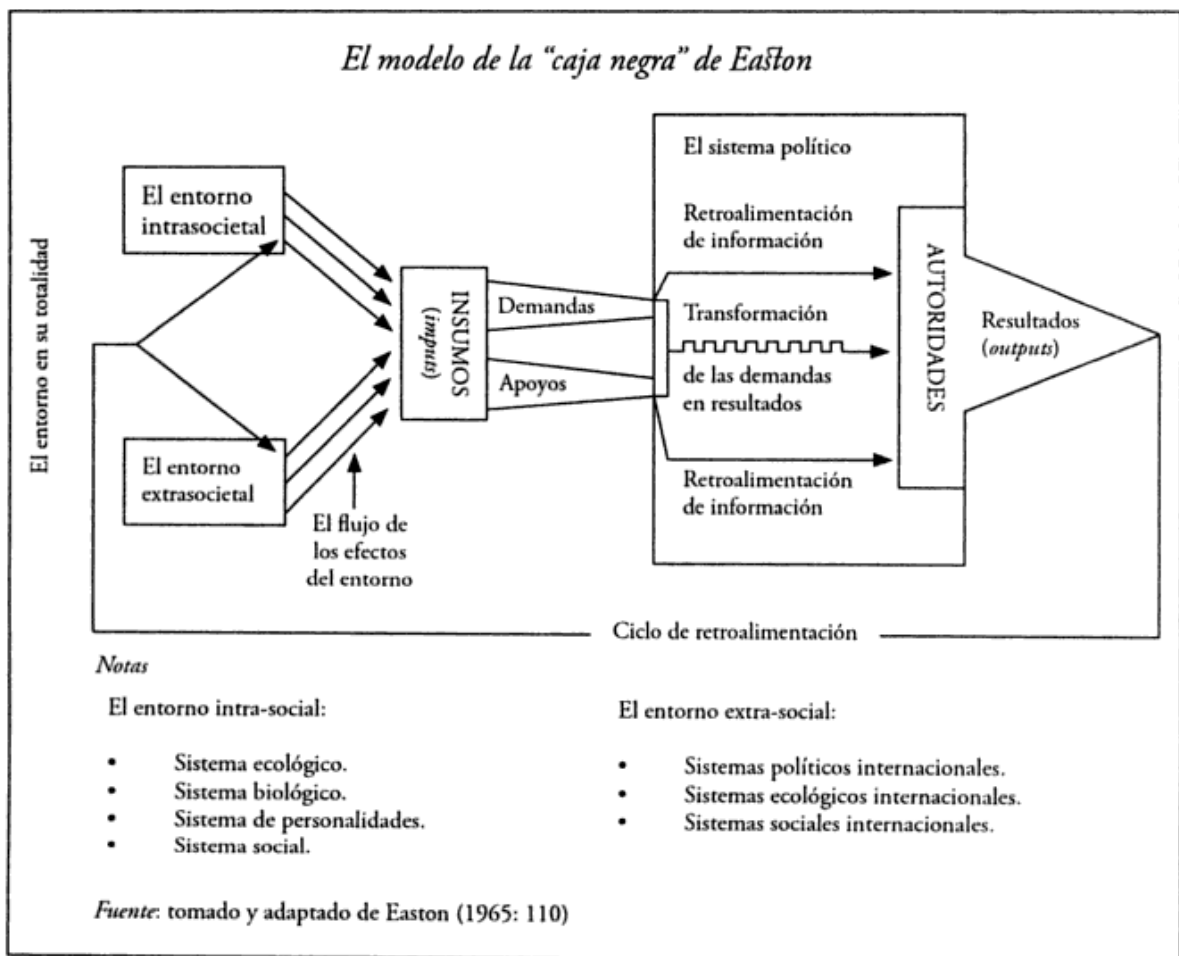 El modelo de la “caja negra” de Easton
El entorno en su totalidad
El entorno
intrasocietal
El entorno
extrasocietal
El flujo de
los efectos
del entorno
INSUMOS
(inputs)
Demandas
Apoyos
El sistema político
Retroalimentación
de información
Transformación
de las demandas
en resultados
Retroalimentación
de información
AUTORIDADES
Resultados
(outputs)
Ciclo de retroalimentación
Notas
El entorno intra-social:
• Sistema ecológico.
• Sistema biológico.
• Sistema de personalidades.
• Sistema social.
El entorno extra-social:
• Sistemas políticos internacionales.
• Sistemas ecológicos internacionales.
• Sistemas sociales internacionales.
Fuente: tomado y adaptado de Easton (1965: 110)